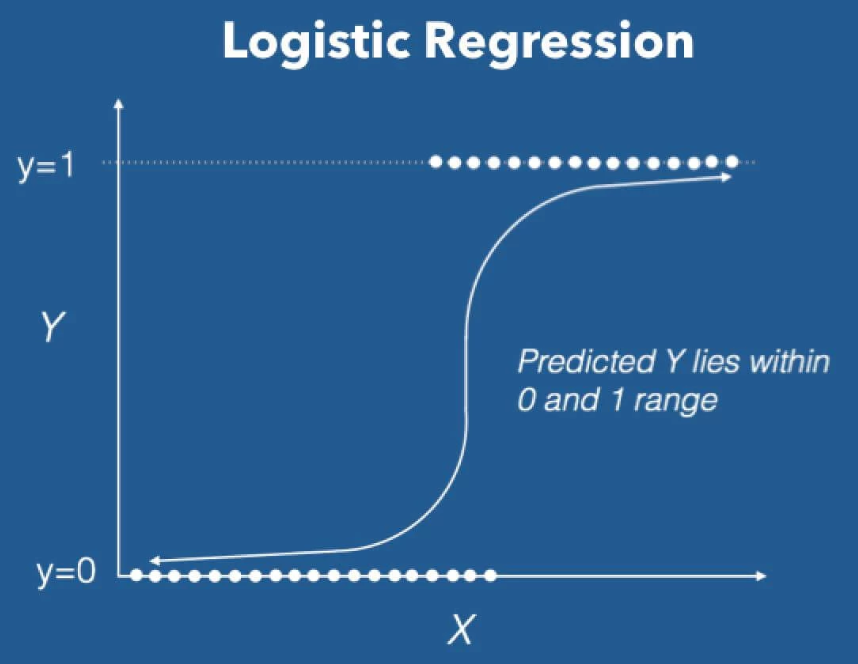 Logistic Regression
y=1
Y
Predicted Y lies within
0 and 1 range
y=0
X